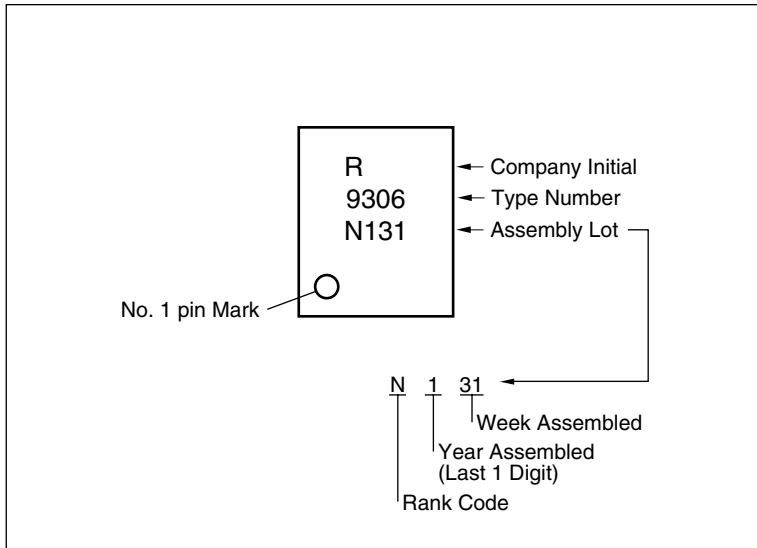 R
9306
N131
Company Initial
Type Number
Assembly Lot
No. 1 pin Mark
N 1 31
Week Assembled
Year Assembled
(Last 1 Digit)
Rank Code